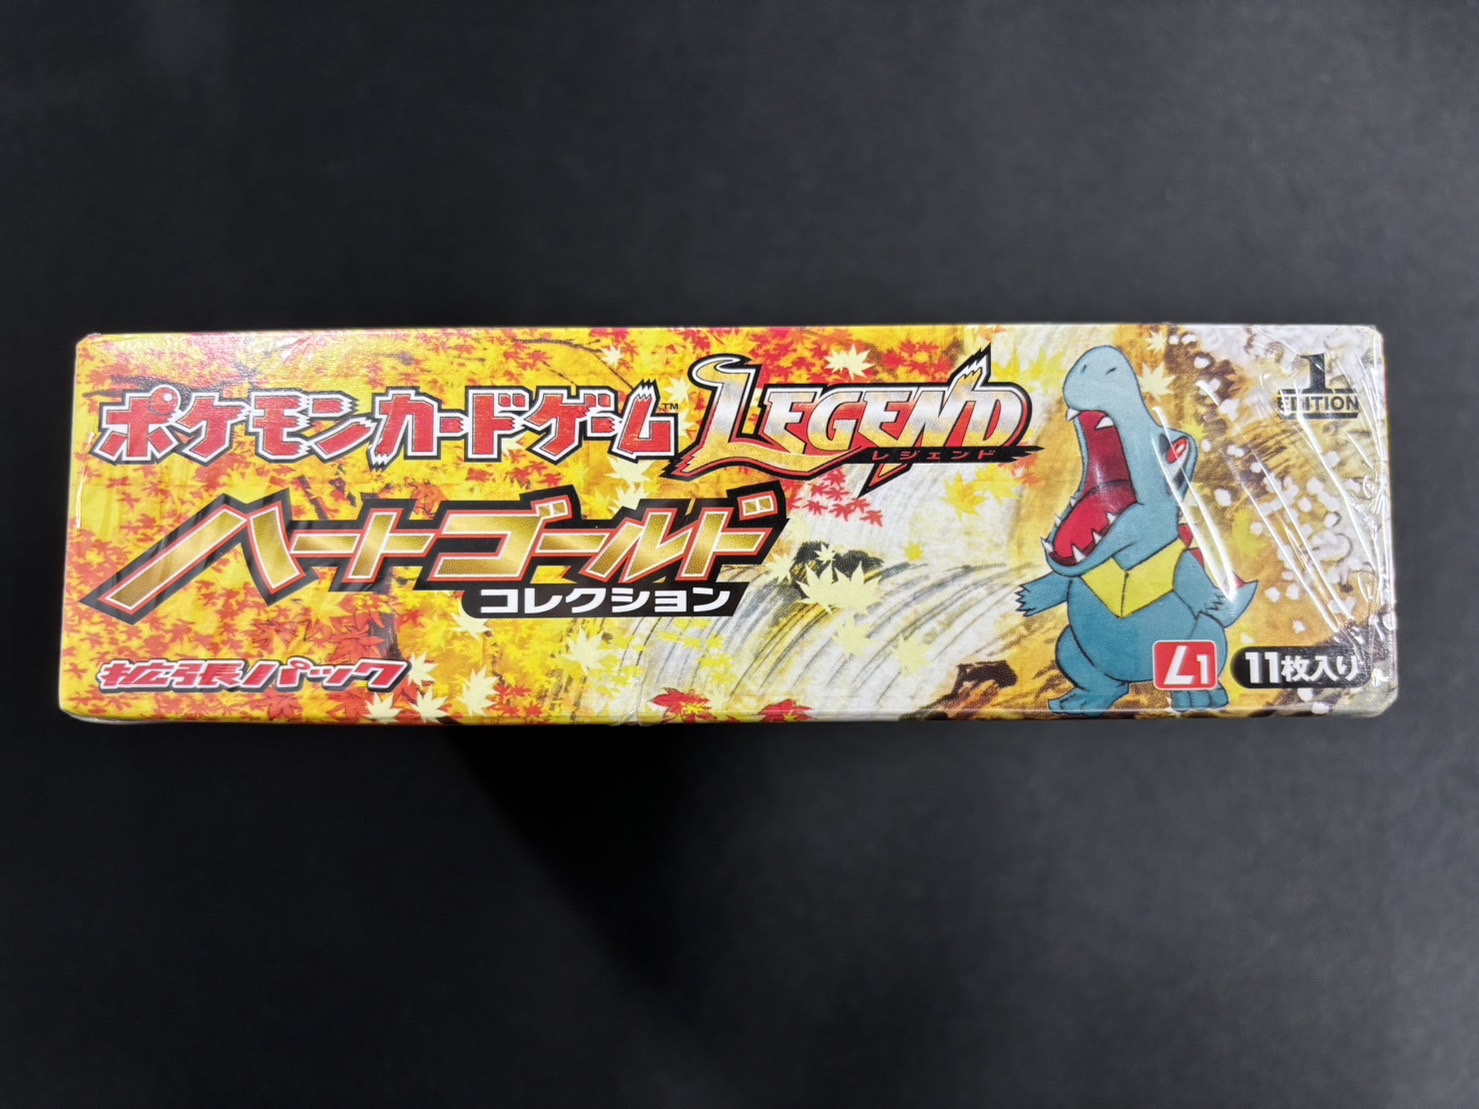 ポケモンカードゲーム™ LEGEND
レジェンド
1
EDITION
ハートゴールド
コレクション
拡張パック
L1
11枚入り